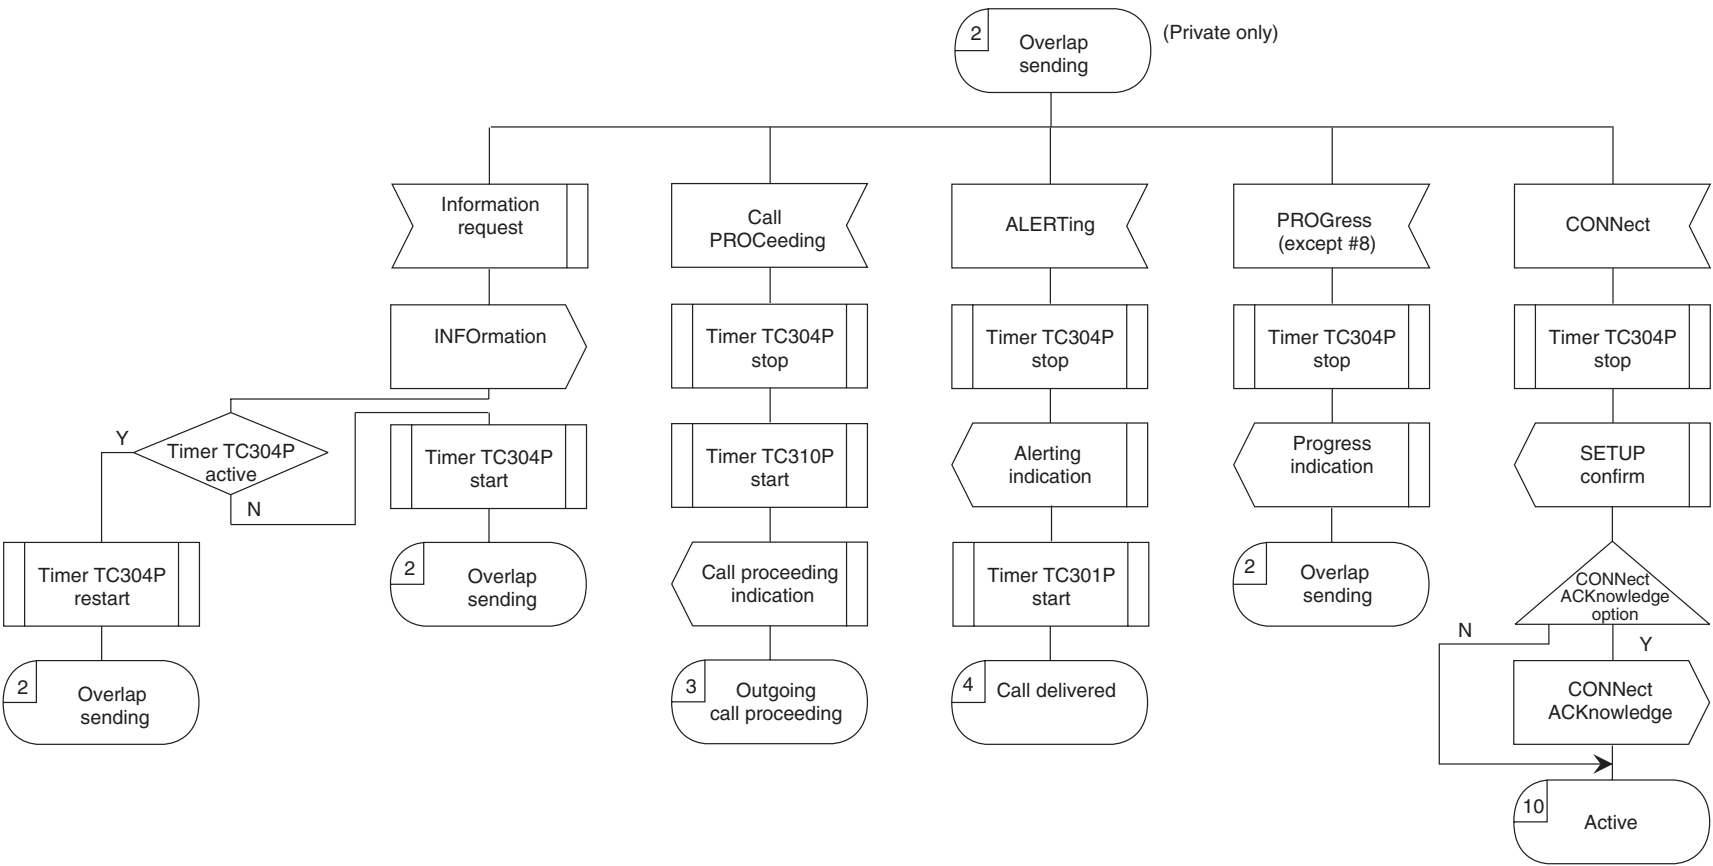 2
Overlap
sending
(Private only)
Information
request
Call
PROCeeding
ALERTing
PROGress
(except #8)
CONNect
INFOrmation
Timer TC304P
stop
Timer TC304P
stop
Timer TC304P
stop
Timer TC304P
stop
Y
Timer TC304P
active
N
Timer TC304P
start
Timer TC310P
start
Alerting
indication
Progress
indication
SETUP
confirm
Timer TC304P
restart
2
Overlap
sending
Call proceeding
indication
Timer TC301P
start
2
Overlap
sending
CONNect
ACKnowledge
option
N
Y
2
Overlap
sending
3
Outgoing
call proceeding
4
Call delivered
CONNect
ACKnowledge
10
Active